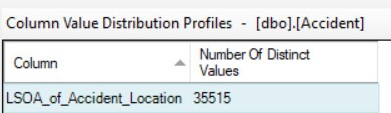 Column Value Distribution Profiles - [dbo].[Accident]
Column
Number Of Distinct
Values
LSOA_of_Accident_Location 35515